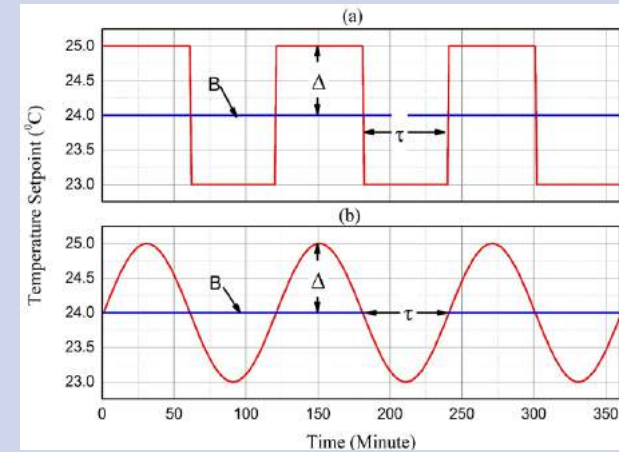 (a)
25.0
24.5
24.0
23.5
23.0
B
Δ
τ
Temperature Setpoint (⁰C)
(b)
25.0
24.5
24.0
23.5
23.0
B
Δ
τ
0 50 100 150 200 250 300 350
Time (Minute)